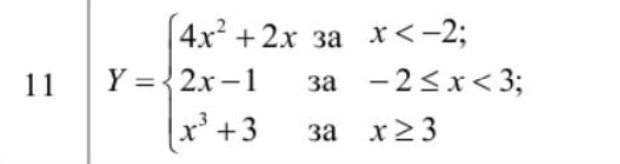 4x² + 2x за x < −2;
11 Y = { 2x − 1 за − 2 ≤ x < 3;
x³ + 3 за x ≥ 3